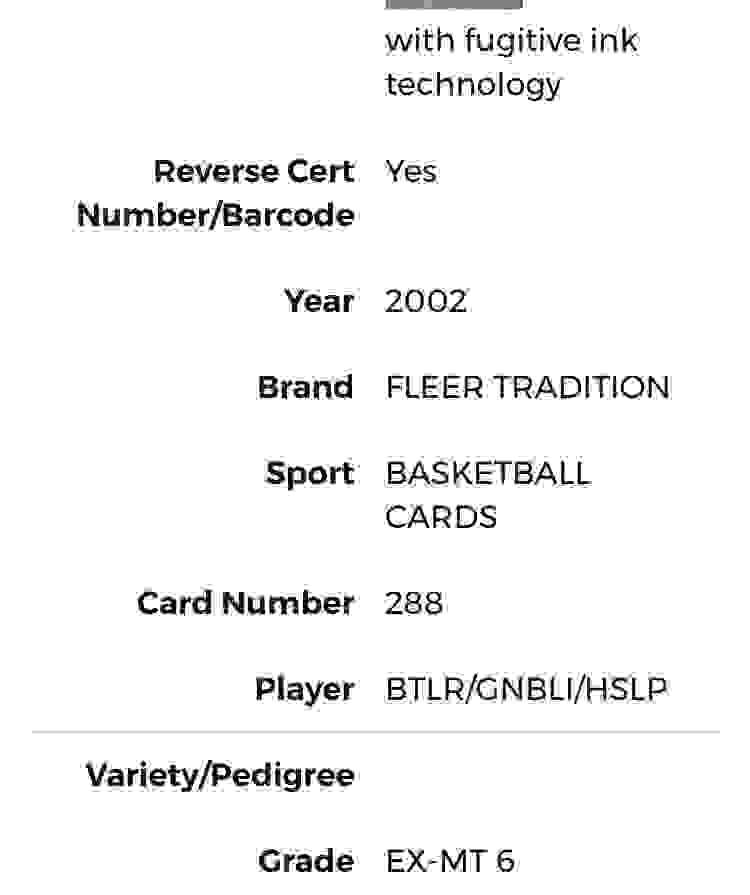 with fugitive ink
technology
Reverse Cert Yes
Number/Barcode
Year 2002
Brand FLEER TRADITION
Sport BASKETBALL
CARDS
Card Number 288
Player BTLR/GNBLI/HSLP
Variety/Pedigree
Grade EX-MT 6